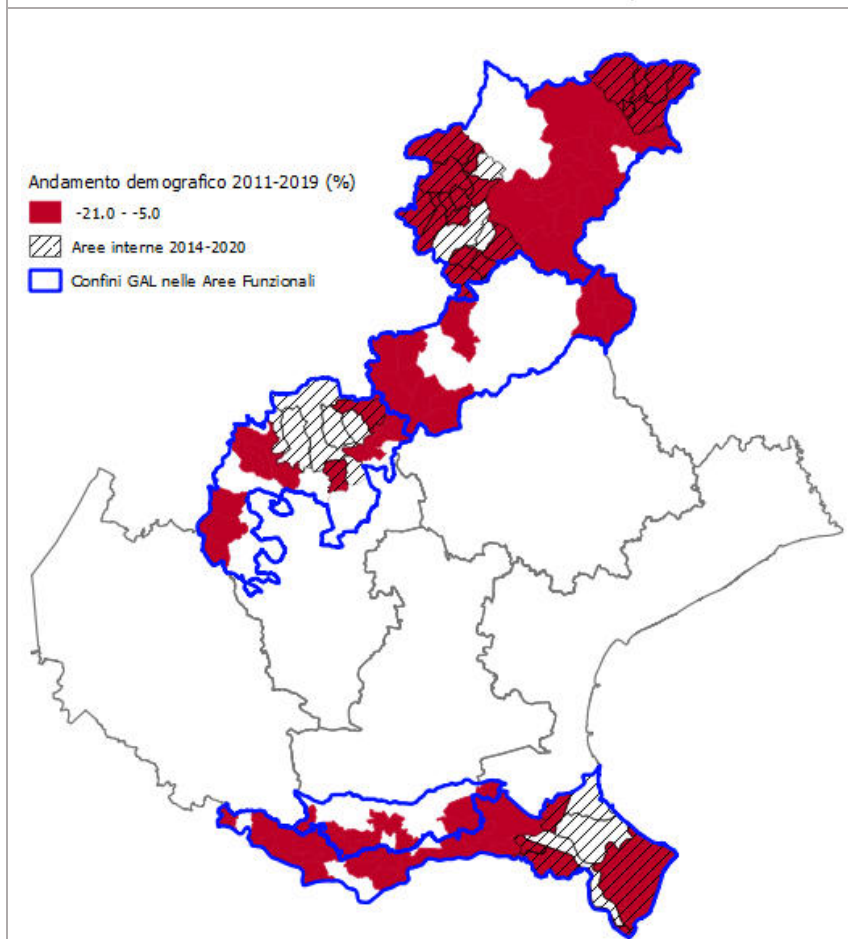 Andamento demografico 2011-2019 (%)
-21.0 - -5.0
Aree interne 2014-2020
Confini GAL nelle Aree Funzionali